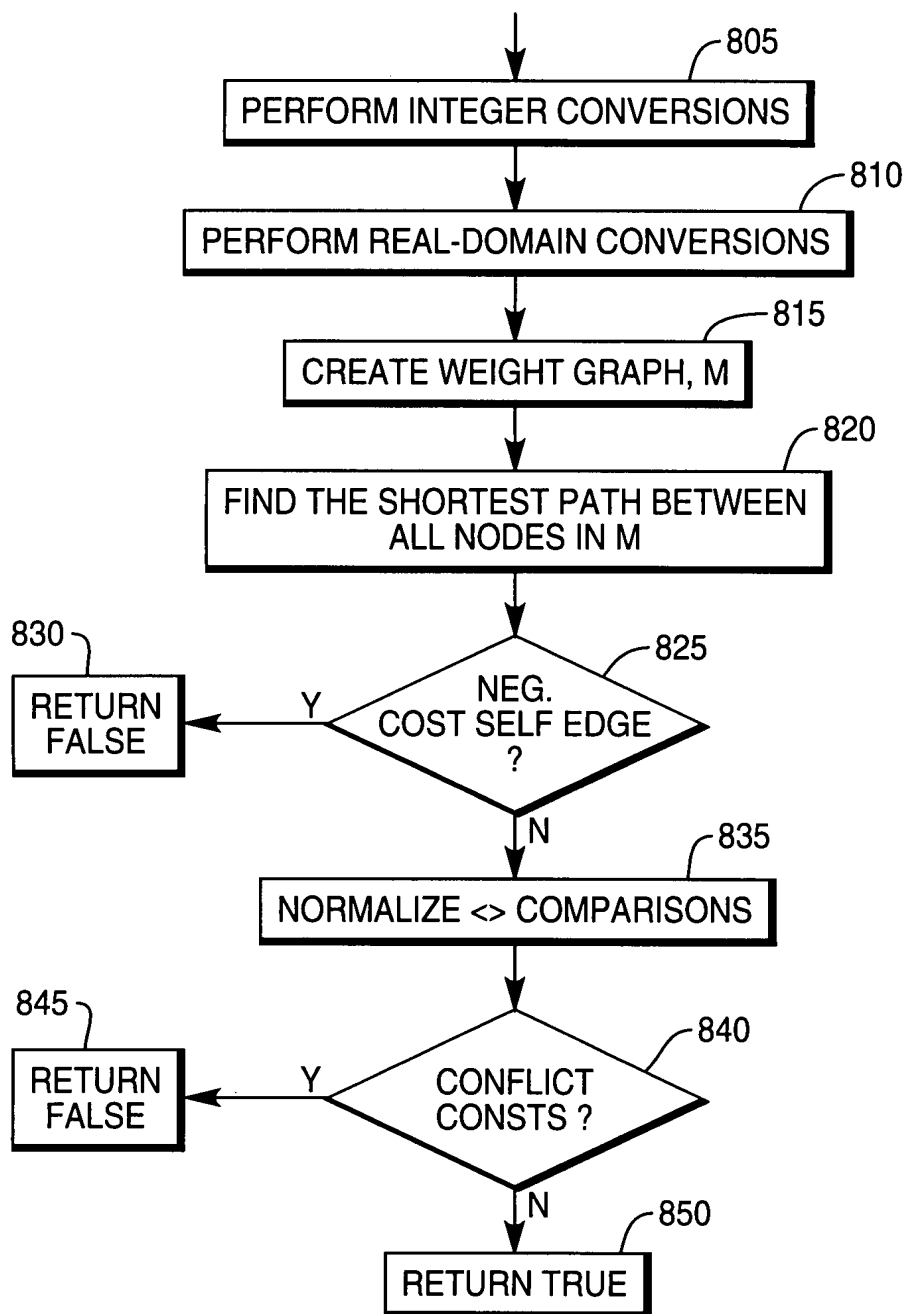 805
PERFORM INTEGER CONVERSIONS
810
PERFORM REAL-DOMAIN CONVERSIONS
815
CREATE WEIGHT GRAPH, M
820
FIND THE SHORTEST PATH BETWEEN
ALL NODES IN M
830
825
RETURN
FALSE
Y
NEG.
COST SELF EDGE
?
N
835
NORMALIZE <> COMPARISONS
845
840
RETURN
FALSE
Y
CONFLICT
CONSTS ?
N
850
RETURN TRUE